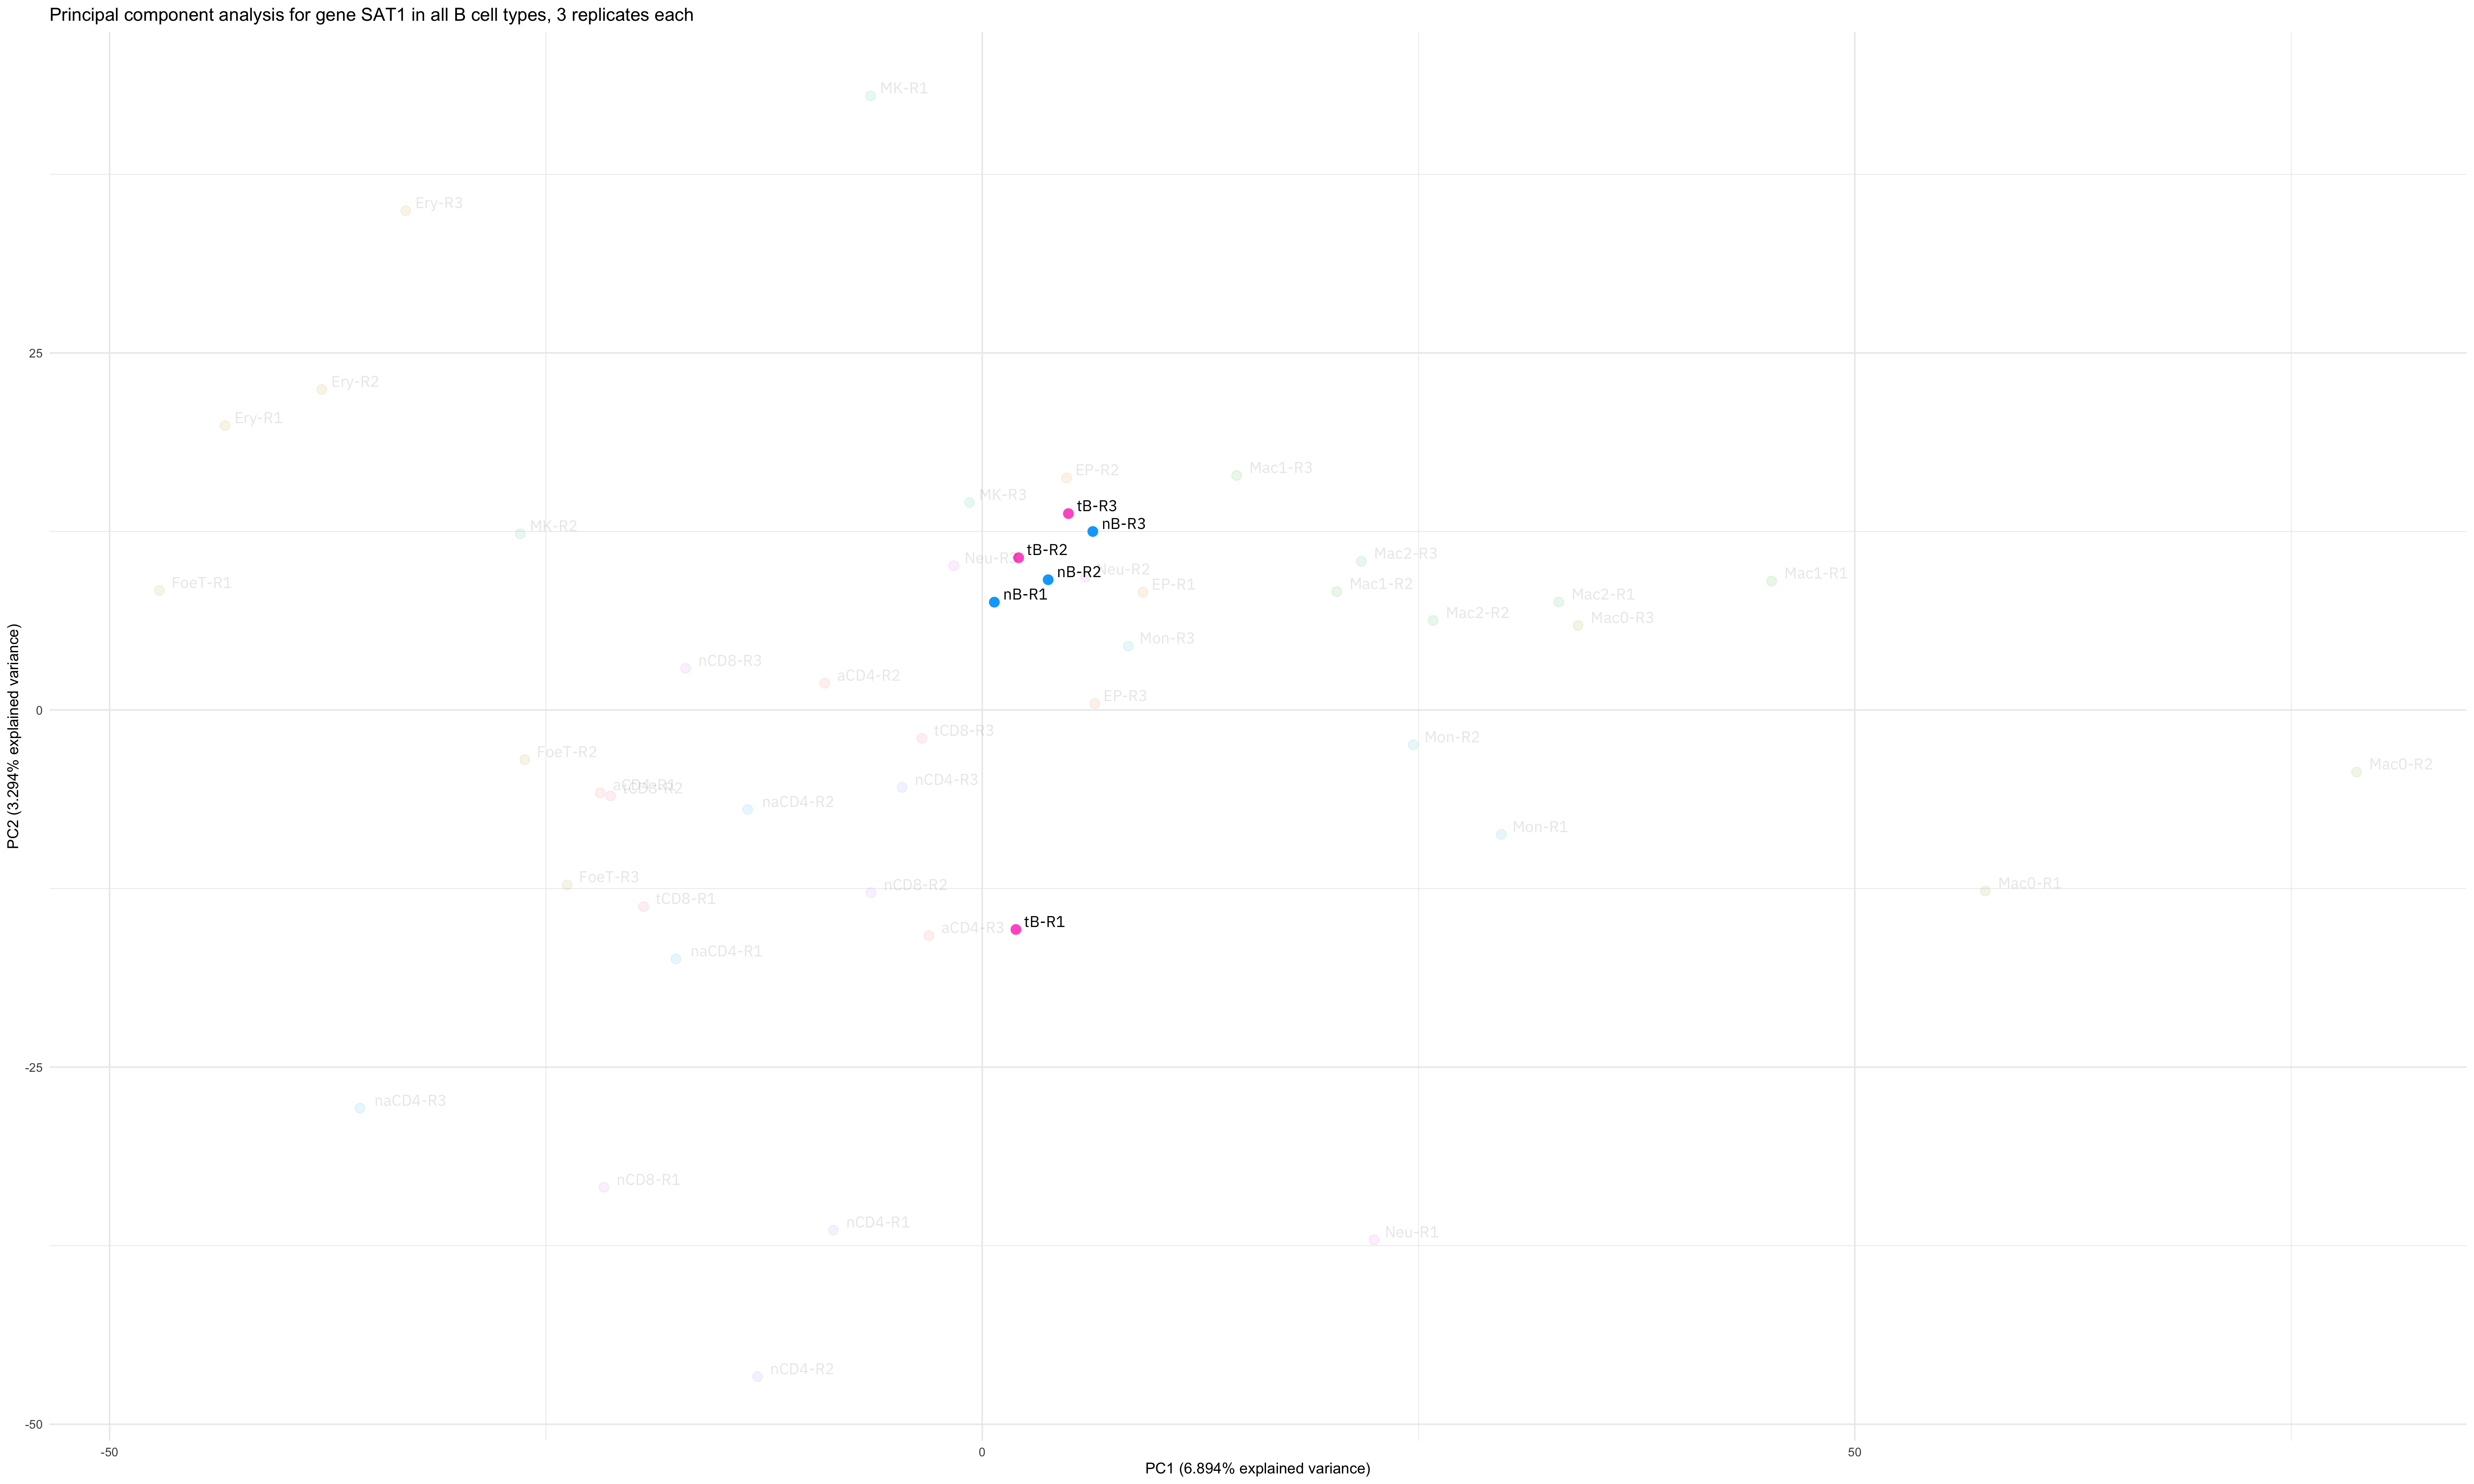 Principal component analysis for gene SAT1 in all B cell types, 3 replicates each
MK-R1
Ery-R3
25
Ery-R2
Ery-R1
EP-R2
Mac1-R3
MK-R3
tB-R3
nB-R3
MK-R2
tB-R2
Mac2-R3
Neu-R3
nB-R2
Neu-R2
Mac1-R1
FoeT-R1
EP-R1
Mac1-R2
nB-R1
Mac2-R1
Mac2-R2
Mac0-R3
Mon-R3
nCD8-R3
aCD4-R2
EP-R3
0
tCD8-R3
Mon-R2
FoeT-R2
Mac0-R2
nCD4-R3
aCD4-R1
tCD8-R2
naCD4-R2
Mon-R1
FoeT-R3
nCD8-R2
Mac0-R1
tCD8-R1
tB-R1
aCD4-R3
naCD4-R1
-25
naCD4-R3
nCD8-R1
nCD4-R1
Neu-R1
nCD4-R2
-50
-50
0
50
PC1 (6.894% explained variance)
PC2 (3.294% explained variance)